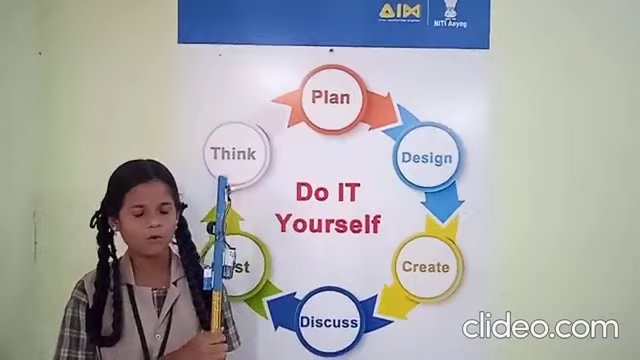 AIM
NITI Aayog
Plan
Think
Design
Do IT
Yourself
Create
Discuss
clideo.com